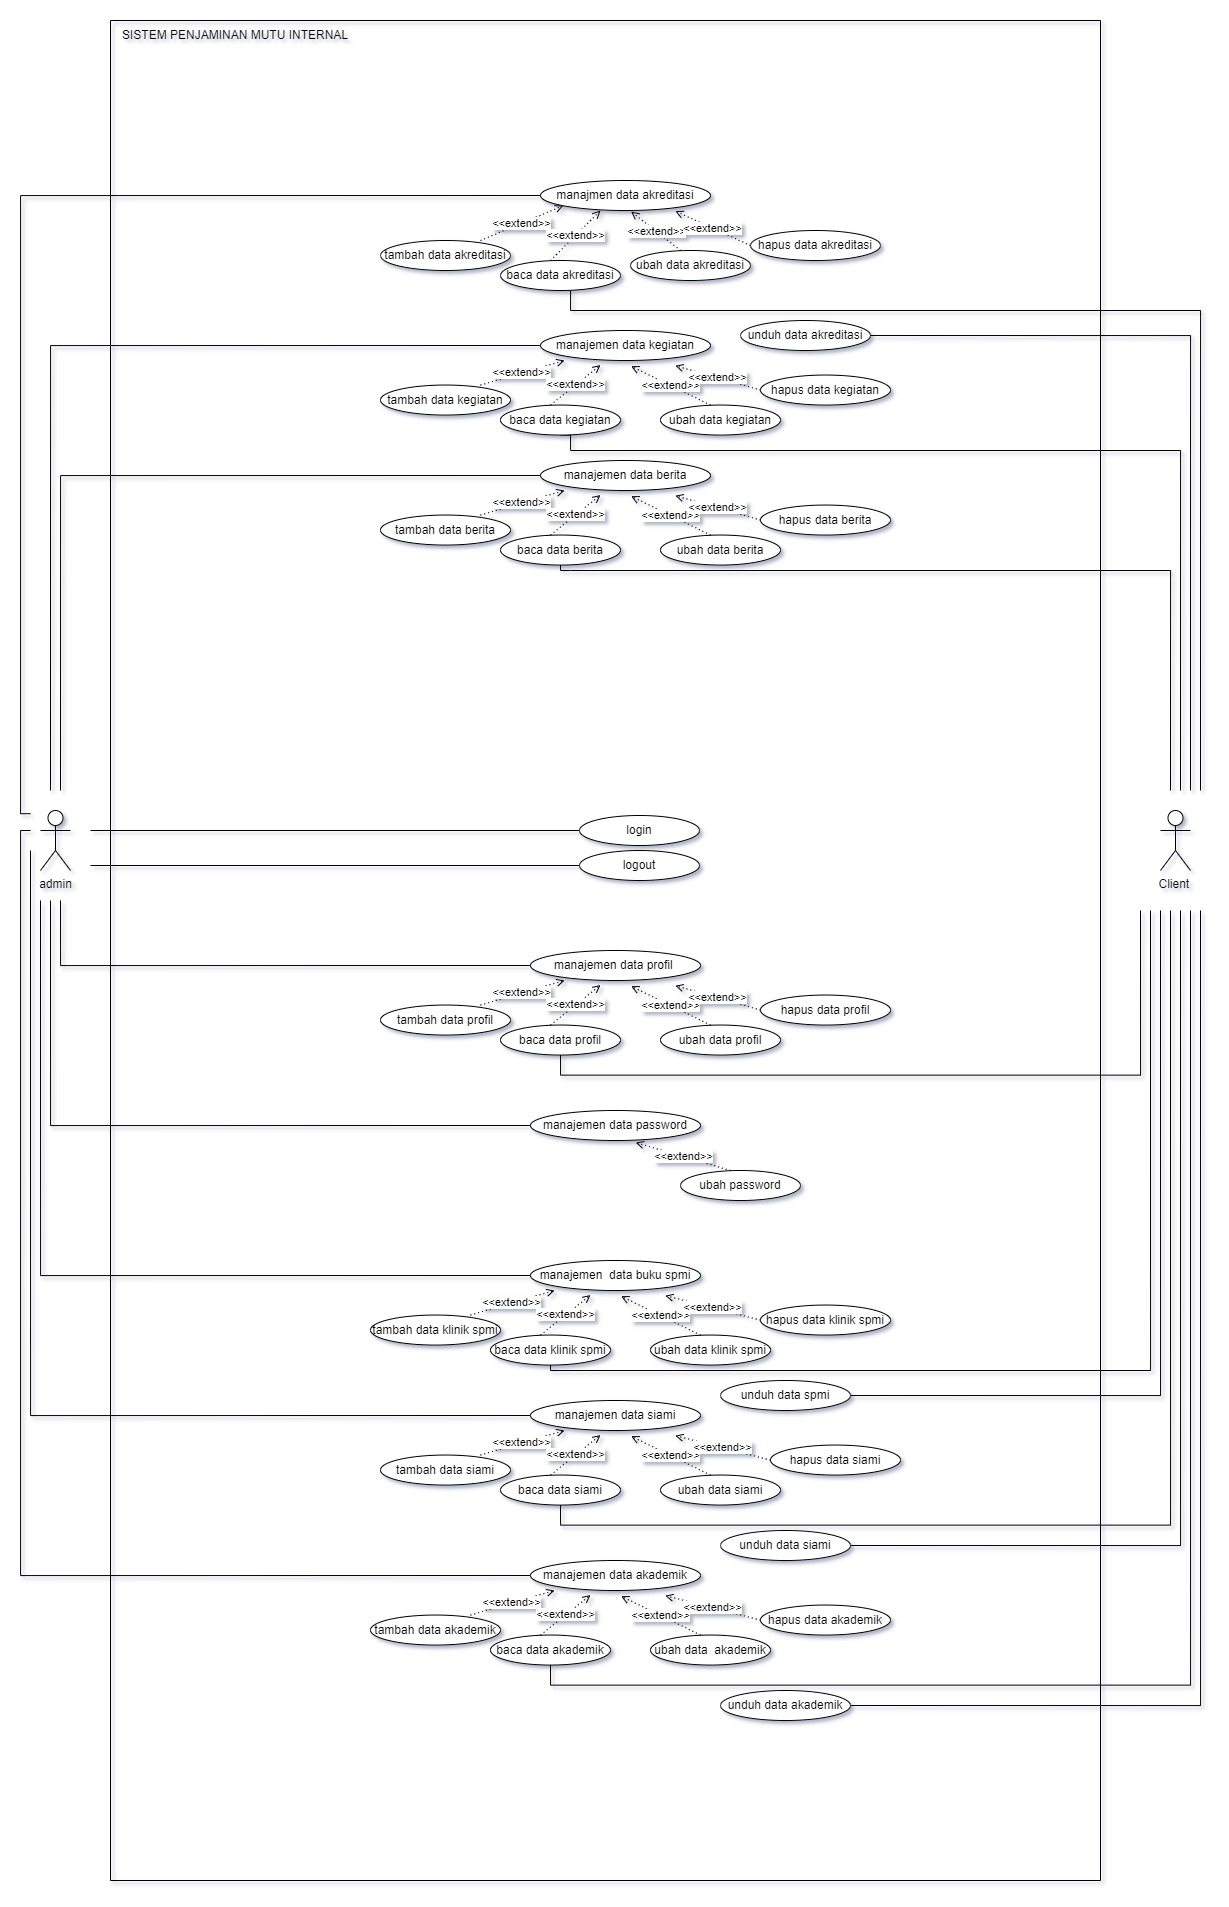 SISTEM PENJAMINAN MUTU INTERNAL
manajmen data akreditasi
<<extend>>
<<extend>>
<<extend>>
<<extend>>
tambah data akreditasi
baca data akreditasi
ubah data akreditasi
hapus data akreditasi
unduh data akreditasi
manajemen data kegiatan
<<extend>>
<<extend>>
<<extend>>
<<extend>>
tambah data kegiatan
baca data kegiatan
ubah data kegiatan
hapus data kegiatan
manajemen data berita
<<extend>>
<<extend>>
<<extend>>
<<extend>>
tambah data berita
baca data berita
ubah data berita
hapus data berita
login
logout
admin
Client
manajemen data profil
<<extend>>
<<extend>>
<<extend>>
<<extend>>
tambah data profil
baca data profil
ubah data profil
hapus data profil
manajemen data password
<<extend>>
ubah password
manajemen  data buku spmi
<<extend>>
<<extend>>
<<extend>>
<<extend>>
tambah data klinik spmi
baca data klinik spmi
ubah data klinik spmi
hapus data klinik spmi
unduh data spmi
manajemen data siami
<<extend>>
<<extend>>
<<extend>>
<<extend>>
tambah data siami
baca data siami
ubah data siami
hapus data siami
unduh data siami
manajemen data akademik
<<extend>>
<<extend>>
<<extend>>
<<extend>>
tambah data akademik
baca data akademik
ubah data  akademik
hapus data akademik
unduh data akademik